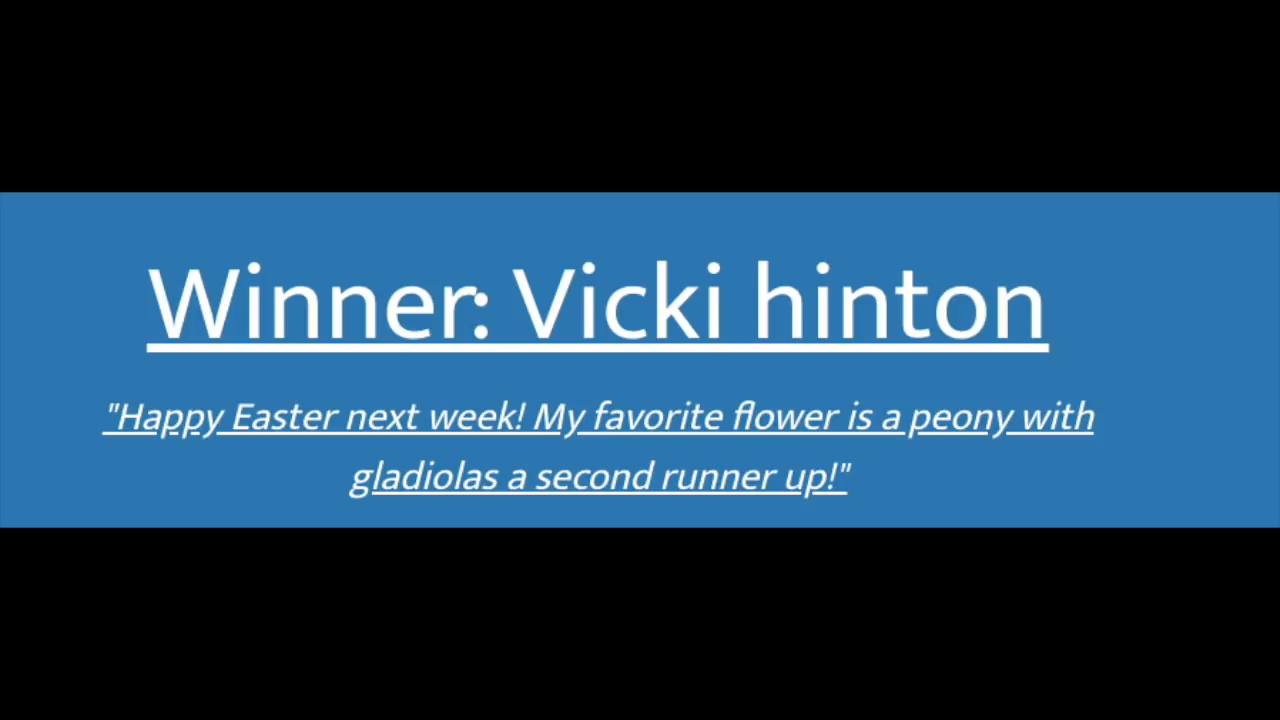 Winner: Vicki hinton
"Happy Easter next week! My favorite flower is a peony with
gladiolas a second runner up!"